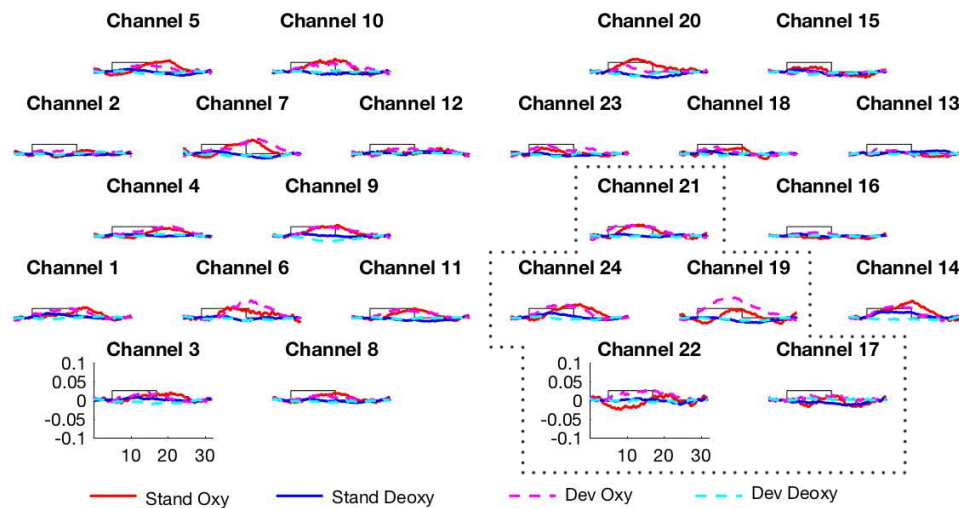 Channel 5 Channel 10 Channel 20 Channel 15
Channel 2 Channel 7 Channel 12 Channel 23 Channel 18 Channel 13
Channel 4 Channel 9 Channel 21 Channel 16
Channel 1 Channel 6 Channel 11 Channel 24 Channel 19 Channel 14
Channel 3 Channel 8 Channel 22 Channel 17
0.1 0.1
0.05 0.05
0 0
-0.05 -0.05
-0.1 -0.1
10 20 30 10 20 30
Stand Oxy Stand Deoxy Dev Oxy Dev Deoxy